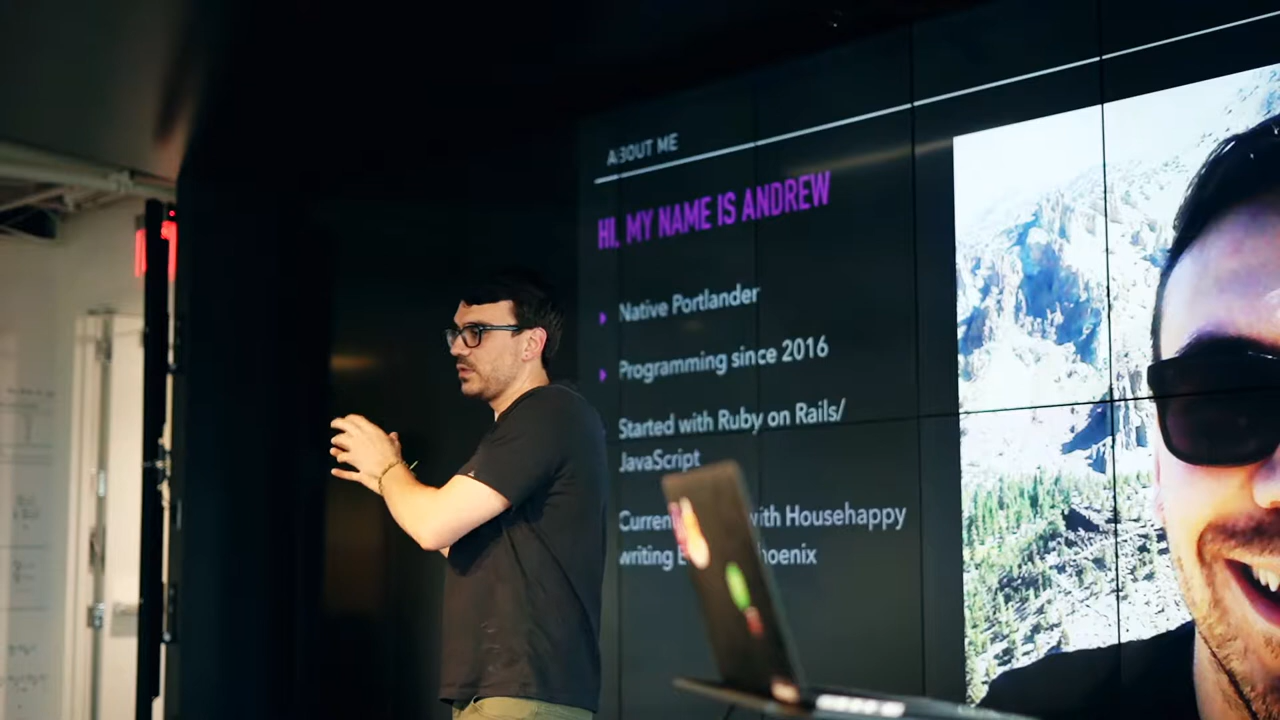 ABOUT ME
HI, MY NAME IS ANDREW
Native Portlander
Programming since 2016
Started with Ruby on Rails/
JavaScript
with Househappy
writing